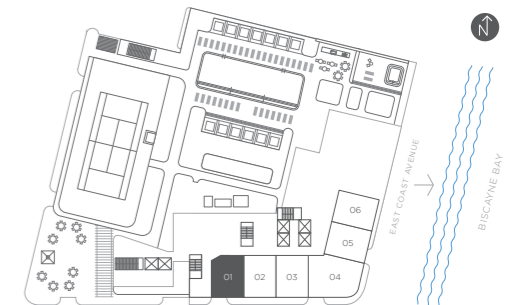 N
EAST COAST AVENUE
BISCAYNE BAY
06
05
01 02 03 04